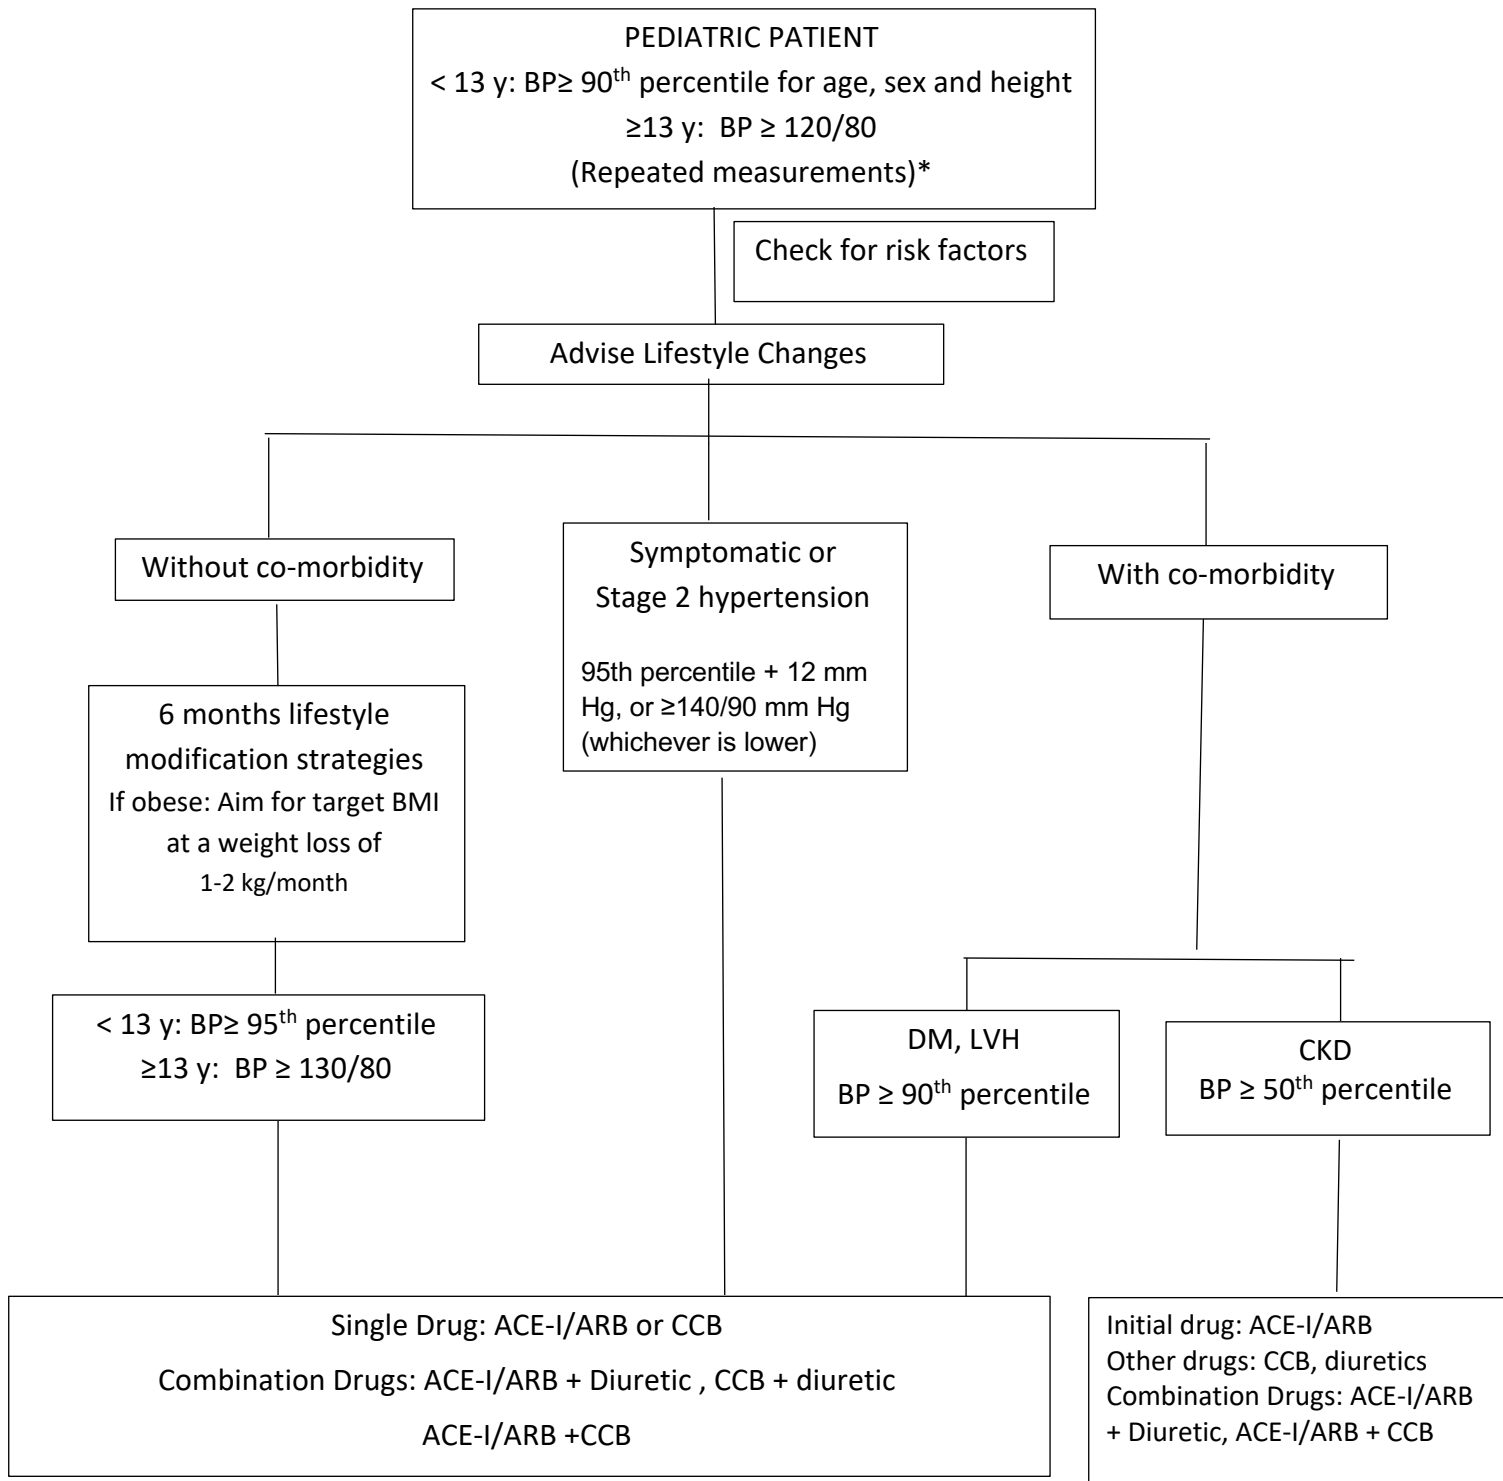 PEDIATRIC PATIENT
< 13 y: BP≥ 90th percentile for age, sex and height
≥13 y: BP ≥ 120/80
(Repeated measurements)*
Check for risk factors
Advise Lifestyle Changes
Without co-morbidity
6 months lifestyle
modification strategies
If obese: Aim for target BMI
at a weight loss of
1-2 kg/month
< 13 y: BP≥ 95th percentile
≥13 y: BP ≥ 130/80
Symptomatic or
Stage 2 hypertension
95th percentile + 12 mm
Hg, or ≥140/90 mm Hg
(whichever is lower)
With co-morbidity
DM, LVH
BP ≥ 90th percentile
CKD
BP ≥ 50th percentile
Single Drug: ACE-I/ARB or CCB
Combination Drugs: ACE-I/ARB + Diuretic , CCB + diuretic
ACE-I/ARB +CCB
Initial drug: ACE-I/ARB
Other drugs: CCB, diuretics
Combination Drugs: ACE-I/ARB
+ Diuretic, ACE-I/ARB + CCB